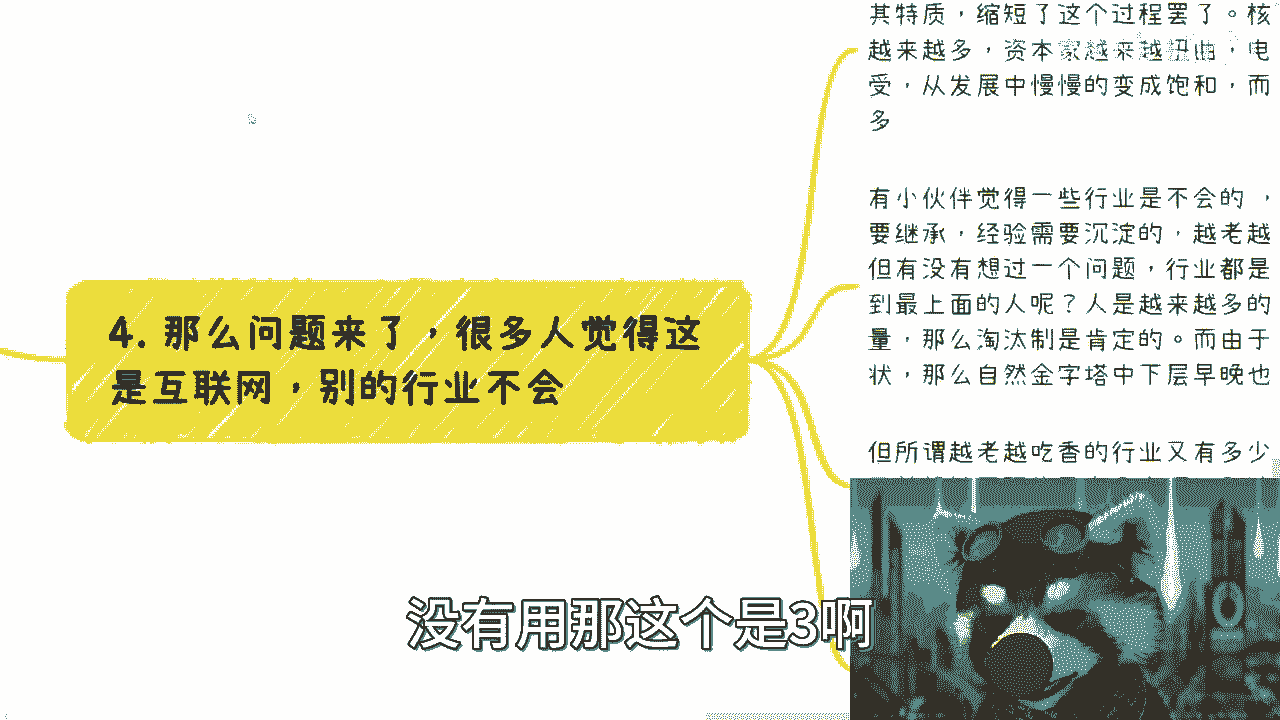 4. 那么问题来了，很多人觉得这
是互联网，别的行业不会
其特质，缩短了这个过程罢了。核
越来越多，资本家越来越扭曲，电
受，从发展中慢慢的变成饱和，而
多
有小伙伴觉得一些行业是不会的，
要继承，经验需要沉淀的，越老越
但有没有想过一个问题，行业都是
到最上面的人呢？人是越来越多的
量，那么淘汰制是肯定的。而由于
状，那么自然金字塔中下层早晚也
但所谓越老越吃香的行业又有多少
没有用那这个是3啊